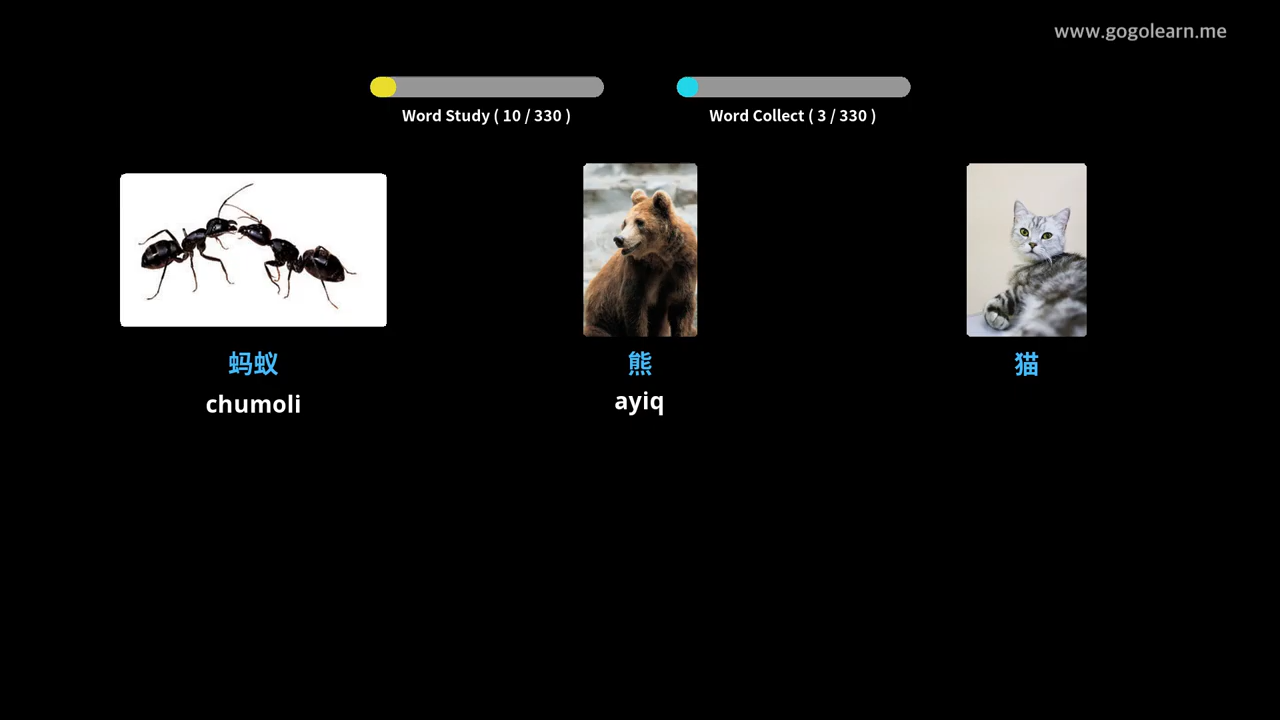 www.gogolearn.me
Word Study ( 10 / 330 )
Word Collect ( 3 / 330 )
蚂蚁
熊
猫
chumoli
ayiq